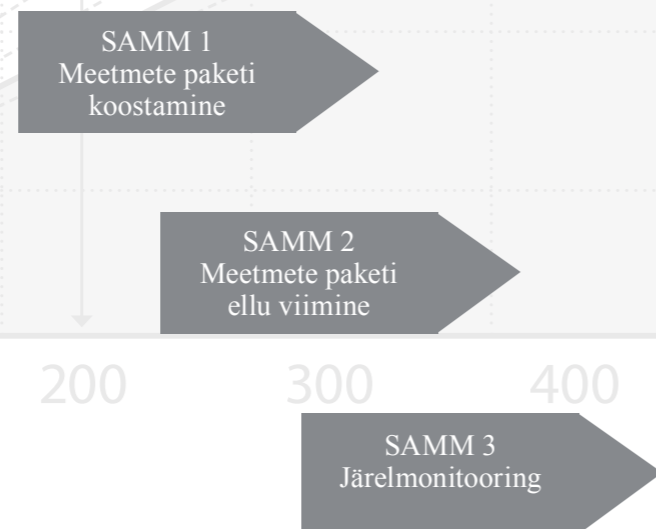 SAMM 1
Meetmete paketi
koostamine
SAMM 2
Meetmete paketi
ellu viimine
200 300 400
SAMM 3
Järelmonitooring